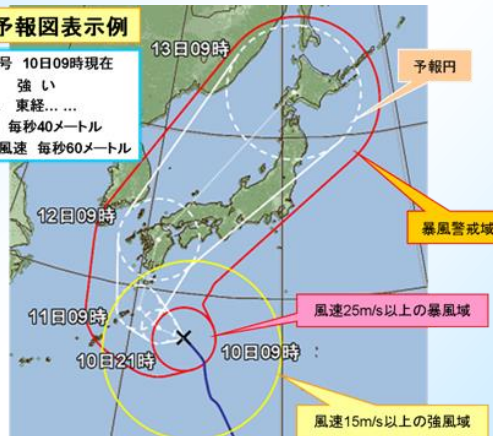 予報図表示例
号 10日09時現在
強 い
東経... ...
毎秒40メートル
風速 毎秒60メートル
13日09時
予報円
12日09時
暴風警戒域
11日09時
風速25m/s以上の暴風域
10日21時
10日09時
風速15m/s以上の強風域